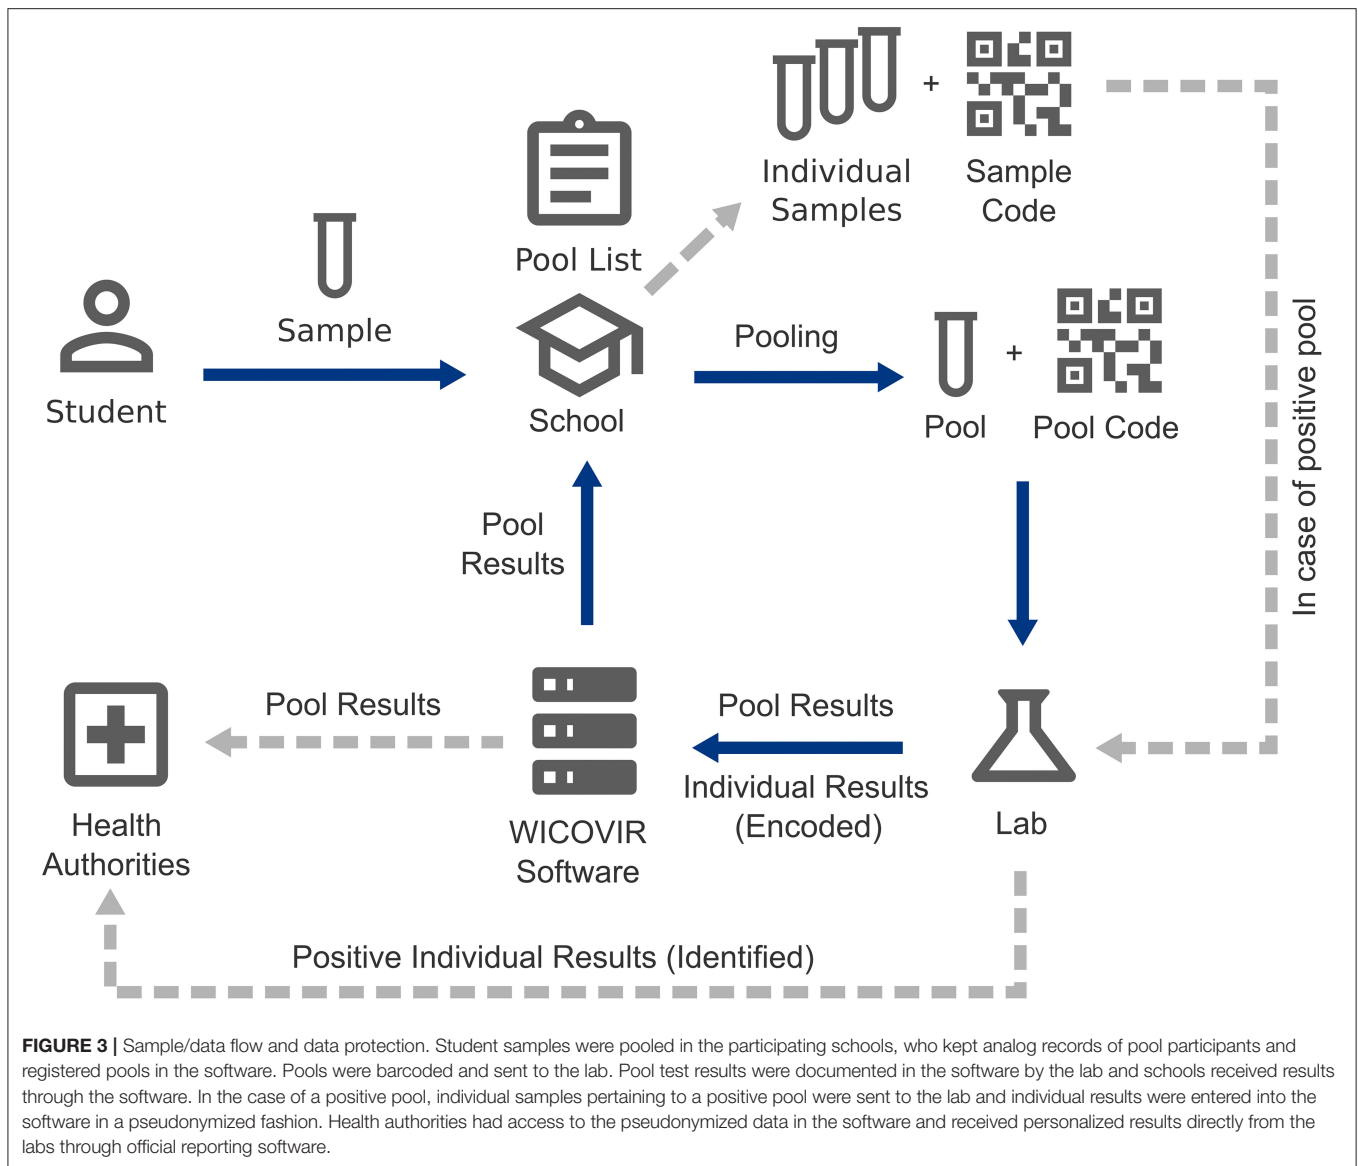 +
Individual
Samples
Sample
Code
Pool List
Sample
Student
School
Pooling
+
Pool
Pool Code
In case of positive pool
Pool
Results
Pool Results
Health
Authorities
WICOVIR
Software
Pool Results
Individual Results
(Encoded)
Lab
Positive Individual Results (Identified)
FIGURE 3 | Sample/data flow and data protection. Student samples were pooled in the participating schools, who kept analog records of pool participants and
registered pools in the software. Pools were barcoded and sent to the lab. Pool test results were documented in the software by the lab and schools received results
through the software. In the case of a positive pool, individual samples pertaining to a positive pool were sent to the lab and individual results were entered into the
software in a pseudonymized fashion. Health authorities had access to the pseudonymized data in the software and received personalized results directly from the
labs through official reporting software.